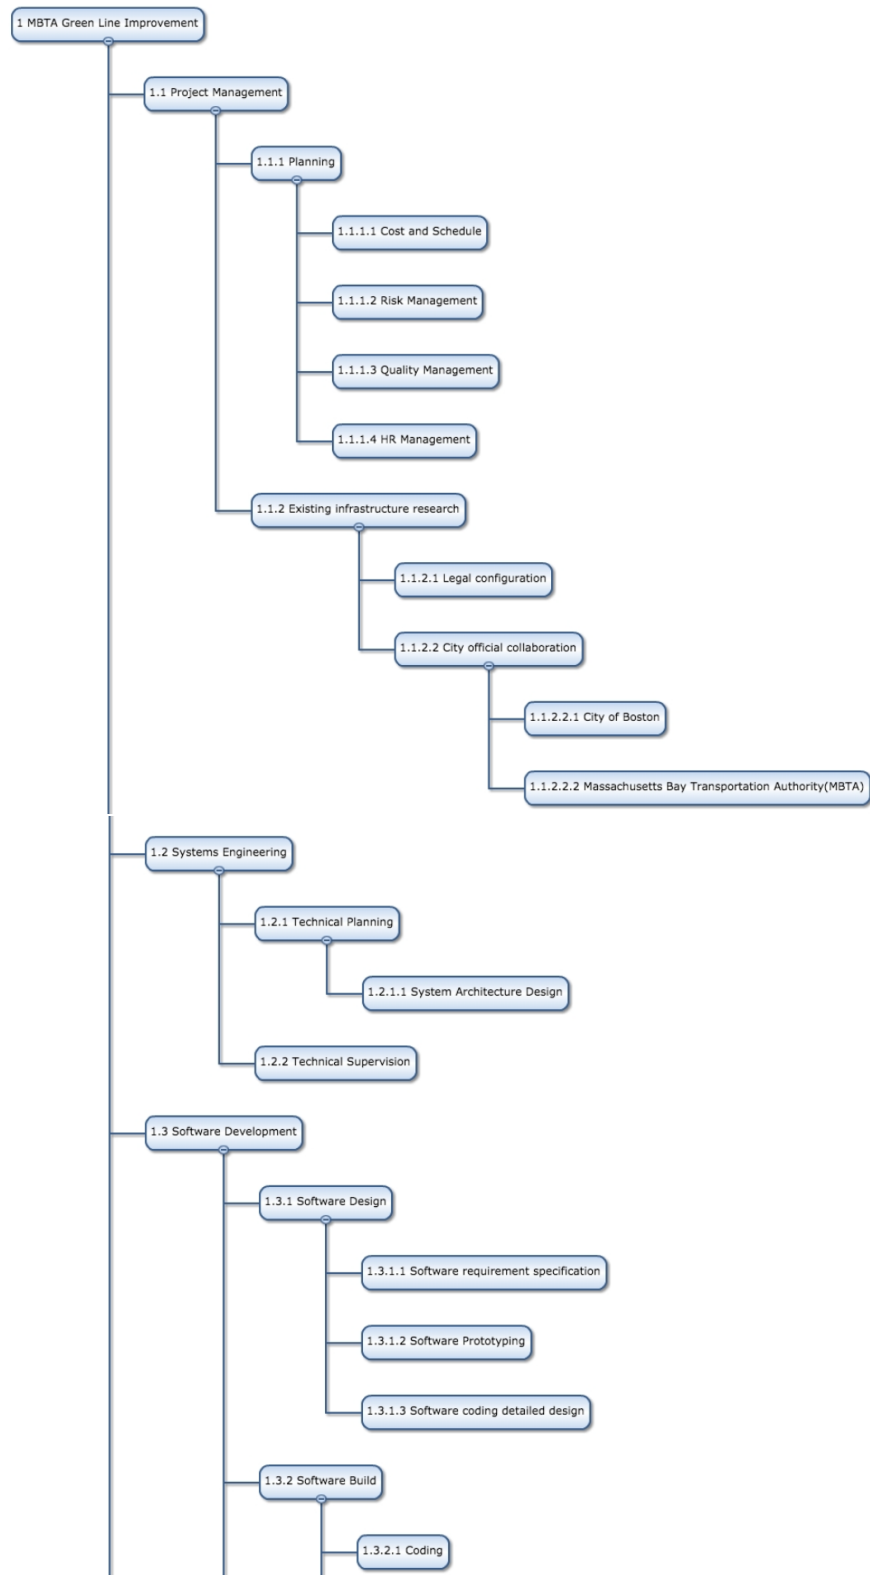 1 MBTA Green Line Improvement
1.1 Project Management
1.1.1 Planning
1.1.1.1 Cost and Schedule
1.1.1.2 Risk Management
1.1.1.3 Quality Management
1.1.1.4 HR Management
1.1.2 Existing infrastructure research
1.1.2.1 Legal configuration
1.1.2.2 City official collaboration
1.1.2.2.1 City of Boston
1.1.2.2.2 Massachusetts Bay Transportation Authority(MBTA)
1.2 Systems Engineering
1.2.1 Technical Planning
1.2.1.1 System Architecture Design
1.2.2 Technical Supervision
1.3 Software Development
1.3.1 Software Design
1.3.1.1 Software requirement specification
1.3.1.2 Software Prototyping
1.3.1.3 Software coding detailed design
1.3.2 Software Build
1.3.2.1 Coding